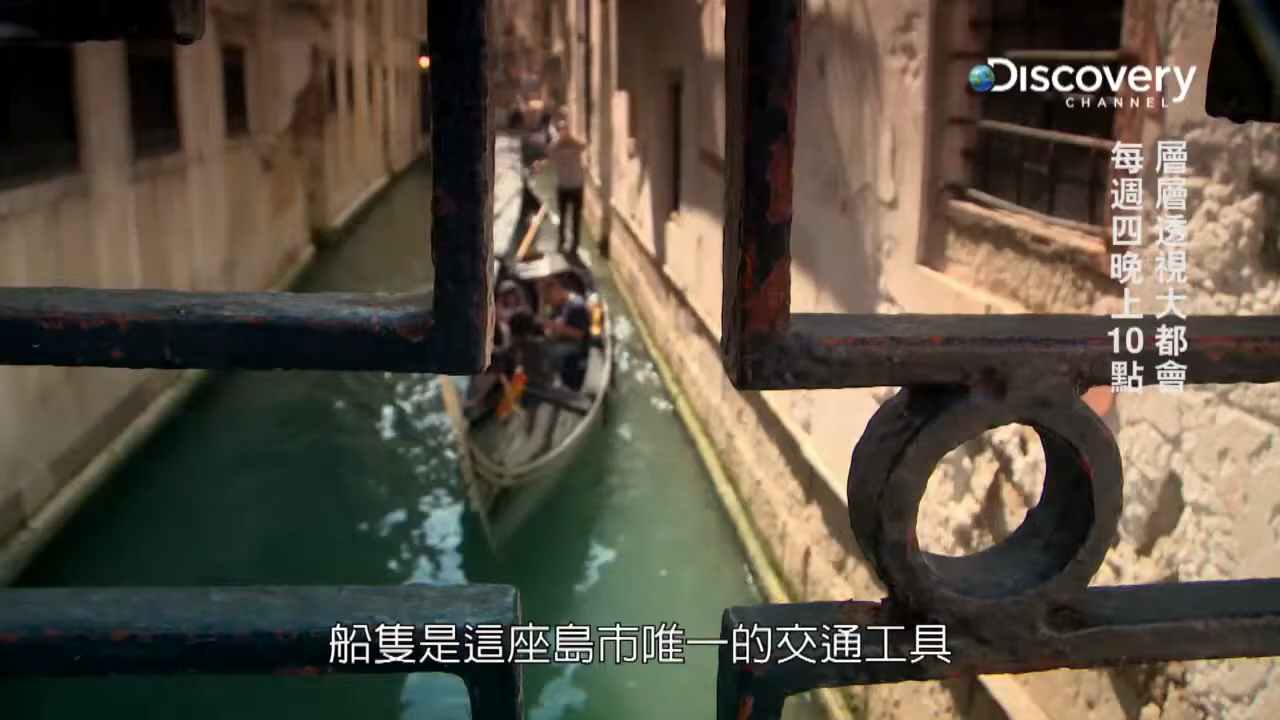 Discovery
CHANNEL
層層透視大都會
每週四晚上10點
船隻是這座島市唯一的交通工具